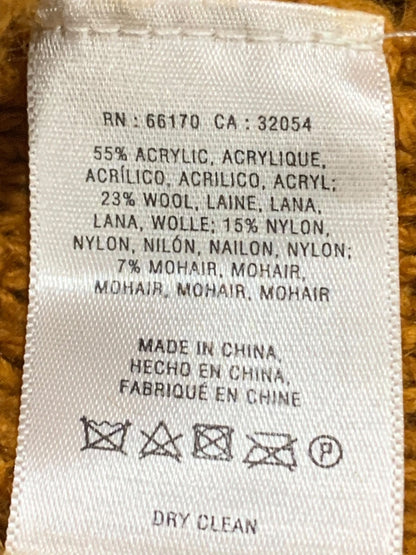 RN : 66170 CA : 32054
55% ACRYLIC, ACRYLIQUE,
ACRÍLICO, ACRILICO, ACRYL;
23% WOOL, LAINE, LANA,
LANA, WOLLE; 15% NYLON,
NYLON, NILÓN, NAILON, NYLON;
7% MOHAIR, MOHAIR,
MOHAIR, MOHAIR, MOHAIR
MADE IN CHINA,
HECHO EN CHINA,
FABRIQUÉ EN CHINE
P
DRY CLEAN